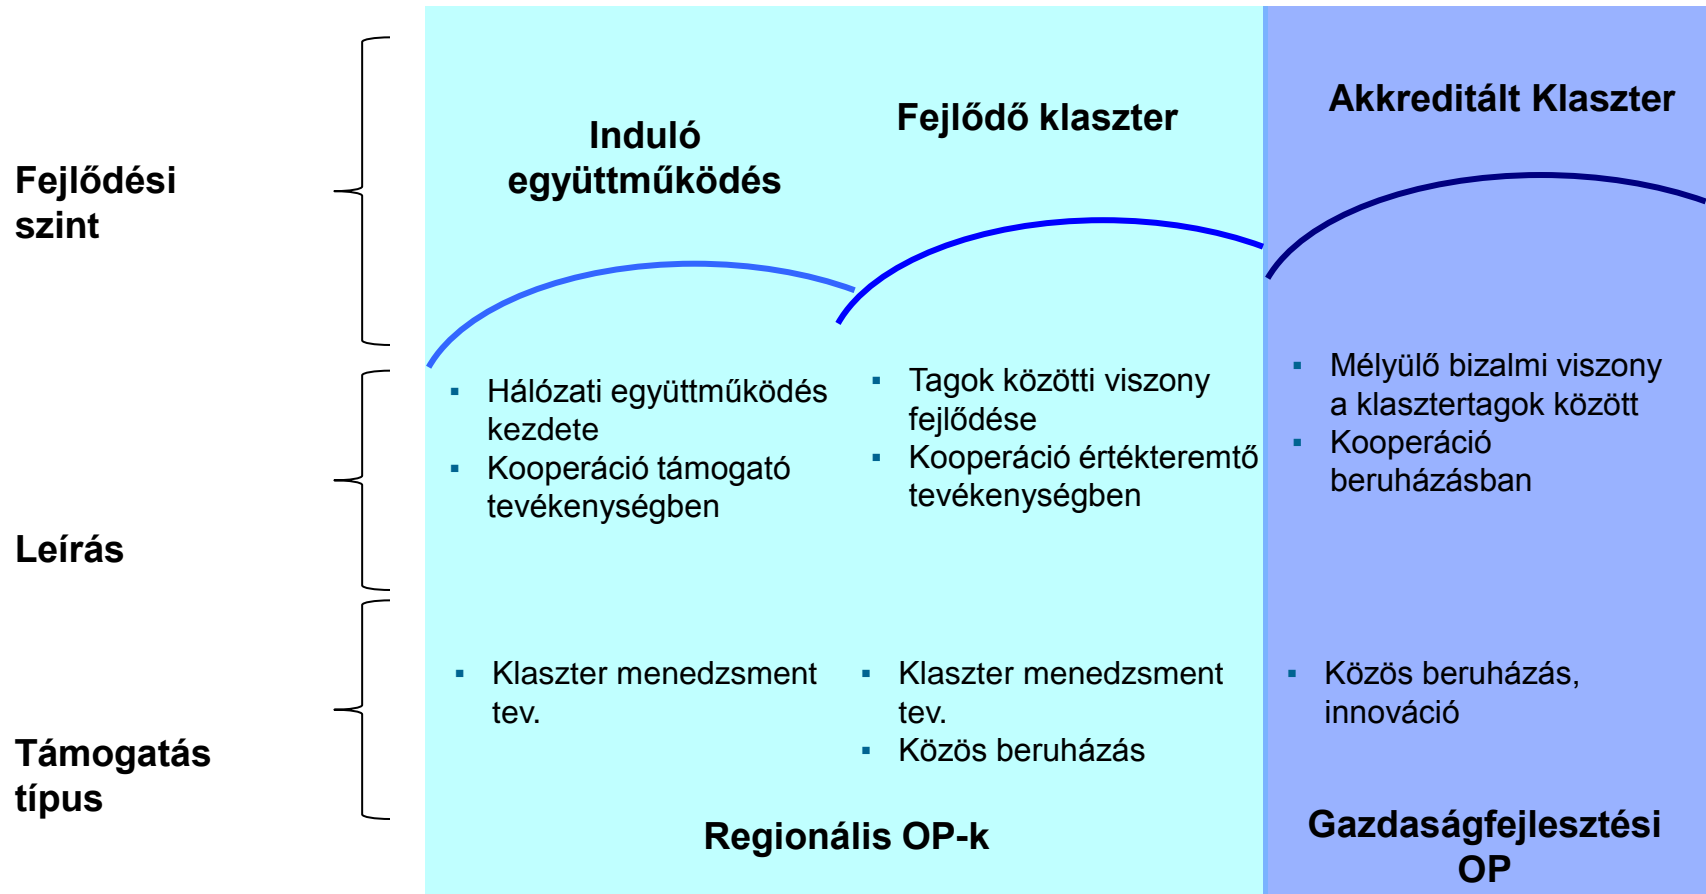 Fejlődési
szint
Induló
együttműködés
Fejlődő klaszter
Akkreditált Klaszter
Leírás
▪ Hálózati együttműködés
kezdete
▪ Kooperáció támogató
tevékenységben
▪ Tagok közötti viszony
fejlődése
▪ Kooperáció értékteremtő
tevékenységben
▪ Mélyülő bizalmi viszony
a klasztertagok között
▪ Kooperáció
beruházásban
Támogatás
típus
▪ Klaszter menedzsment
tev.
▪ Klaszter menedzsment
tev.
▪ Közös beruházás
▪ Közös beruházás,
innováció
Regionális OP-k
Gazdaságfejlesztési
OP